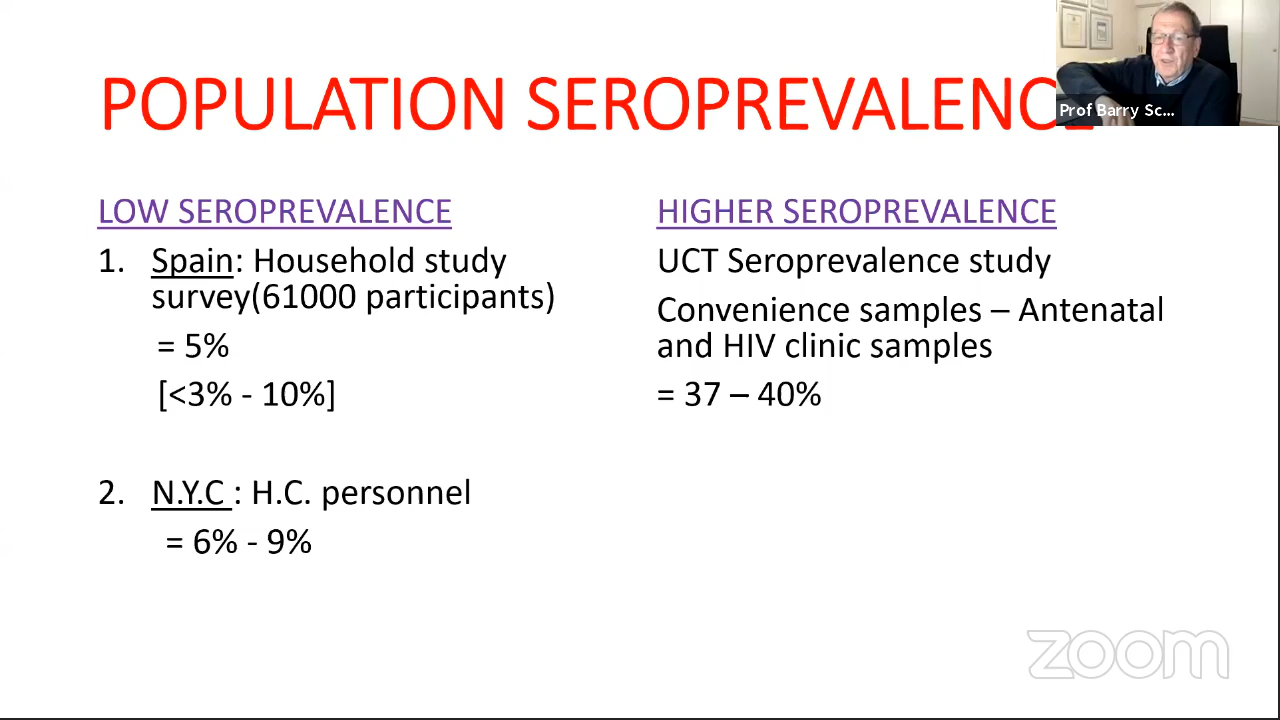 POPULATION SEROPREVALENCE
Prof Barry Sc...
LOW SEROPREVALENCE
1. Spain: Household study
survey(61000 participants)
= 5%
[<3% - 10%]
2. N.Y.C : H.C. personnel
= 6% - 9%
HIGHER SEROPREVALENCE
UCT Seroprevalence study
Convenience samples – Antenatal
and HIV clinic samples
= 37 – 40%
zoom